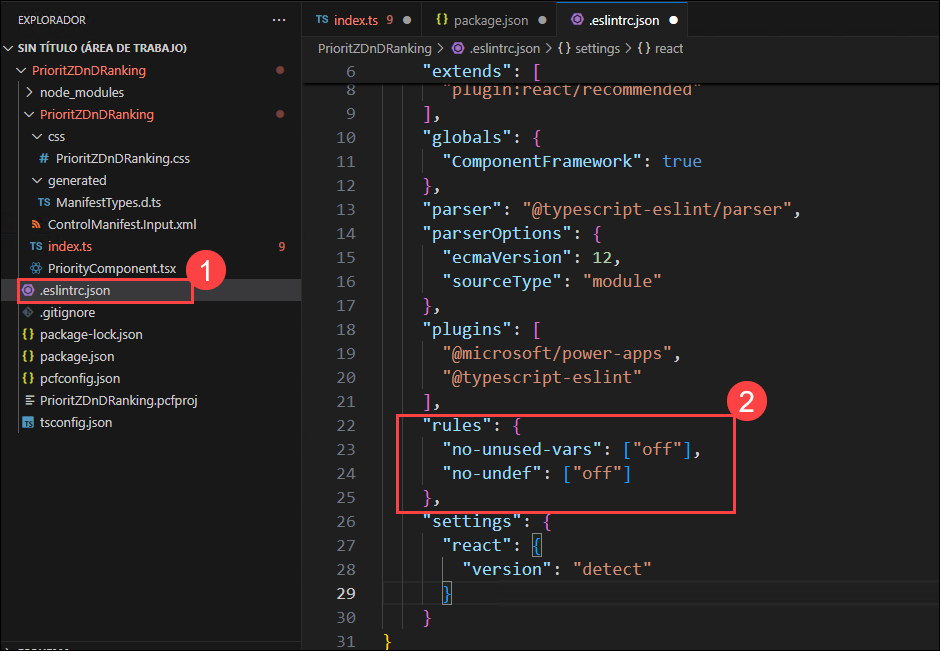 EXPLORADOR
SIN TÍTULO (ÁREA DE TRABAJO)
PrioritZDnDRanking
node_modules
PrioritZDnDRanking
css
# PrioritZDnDRanking.css
generated
TS ManifestTypes.d.ts
ControlManifest.Input.xml
TS index.ts 9
PriorityComponent.tsx
1
.eslintrc.json
.gitignore
{} package-lock.json
{} package.json
{} pcfconfig.json
PrioritZDnDRanking.pcfproj
TS tsconfig.json
TS index.ts 9
{} package.json
.eslintrc.json
PrioritZDnDRanking > .eslintrc.json > {} settings > {} react
6 "extends": [
8 "plugin:react/recommended"
9 ],
10 "globals": {
11 "ComponentFramework": true
12 },
13 "parser": "@typescript-eslint/parser",
14 "parserOptions": {
15 "ecmaVersion": 12,
16 "sourceType": "module"
17 },
18 "plugins": [
19 "@microsoft/power-apps",
20 "@typescript-eslint"
21 ],
2
22 "rules": {
23 "no-unused-vars": ["off"],
24 "no-undef": ["off"]
25 },
26 "settings": {
27 "react": {
28 "version": "detect"
29 }
30 }
31 }